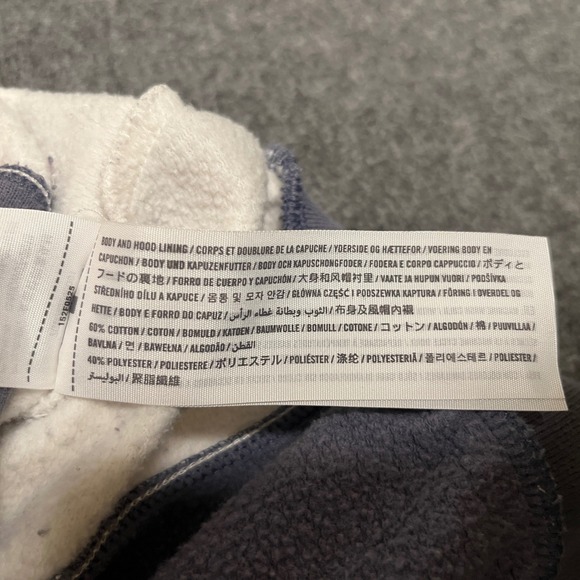 BODY AND HOOD LINING / CORPS ET DOUBLURE DE LA CAPUCHE / YDERSIDE OG HÆTTEFOR / VOERING BODY EN
CAPUCHON / BODY UND KAPUZENFUTTER / BODY OCH KAPUSCHONGFODER / FODERA E CORPO CAPPUCCIO / ボディと
フードの裏地 / FORRO DE CUERPO Y CAPUCHÓN / 大身和风帽衬里 / VAATE JA HUPUN VUORI / PODŠÍVKA
STŘEDNÍHO DÍLU A KAPUCE / 몸통 및 모자 안감 / GŁÓWNA CZĘŚĆ I PODSZEWKA KAPTURA / FÔRING I OVERDEL OG
HETTE / BODY E FORRO DO CAPUZ / الثوب وبطانة غطاء الرأس / 布身及風帽內襯
60% COTTON / COTON / BOMULD / KATOEN / BAUMWOLLE / BOMULL / COTONE / コットン / ALGODÓN / 棉 / PUUVILLAA /
BAVLNA / 면 / BAWEŁNA / ALGODÃO / القطن
40% POLYESTER / POLIESTERE / ポリエステル / POLIÉSTER / 涤纶 / POLYESTERIÄ / 폴리에스테르 / POLIESTER /
البوليستر / 聚脂纖維